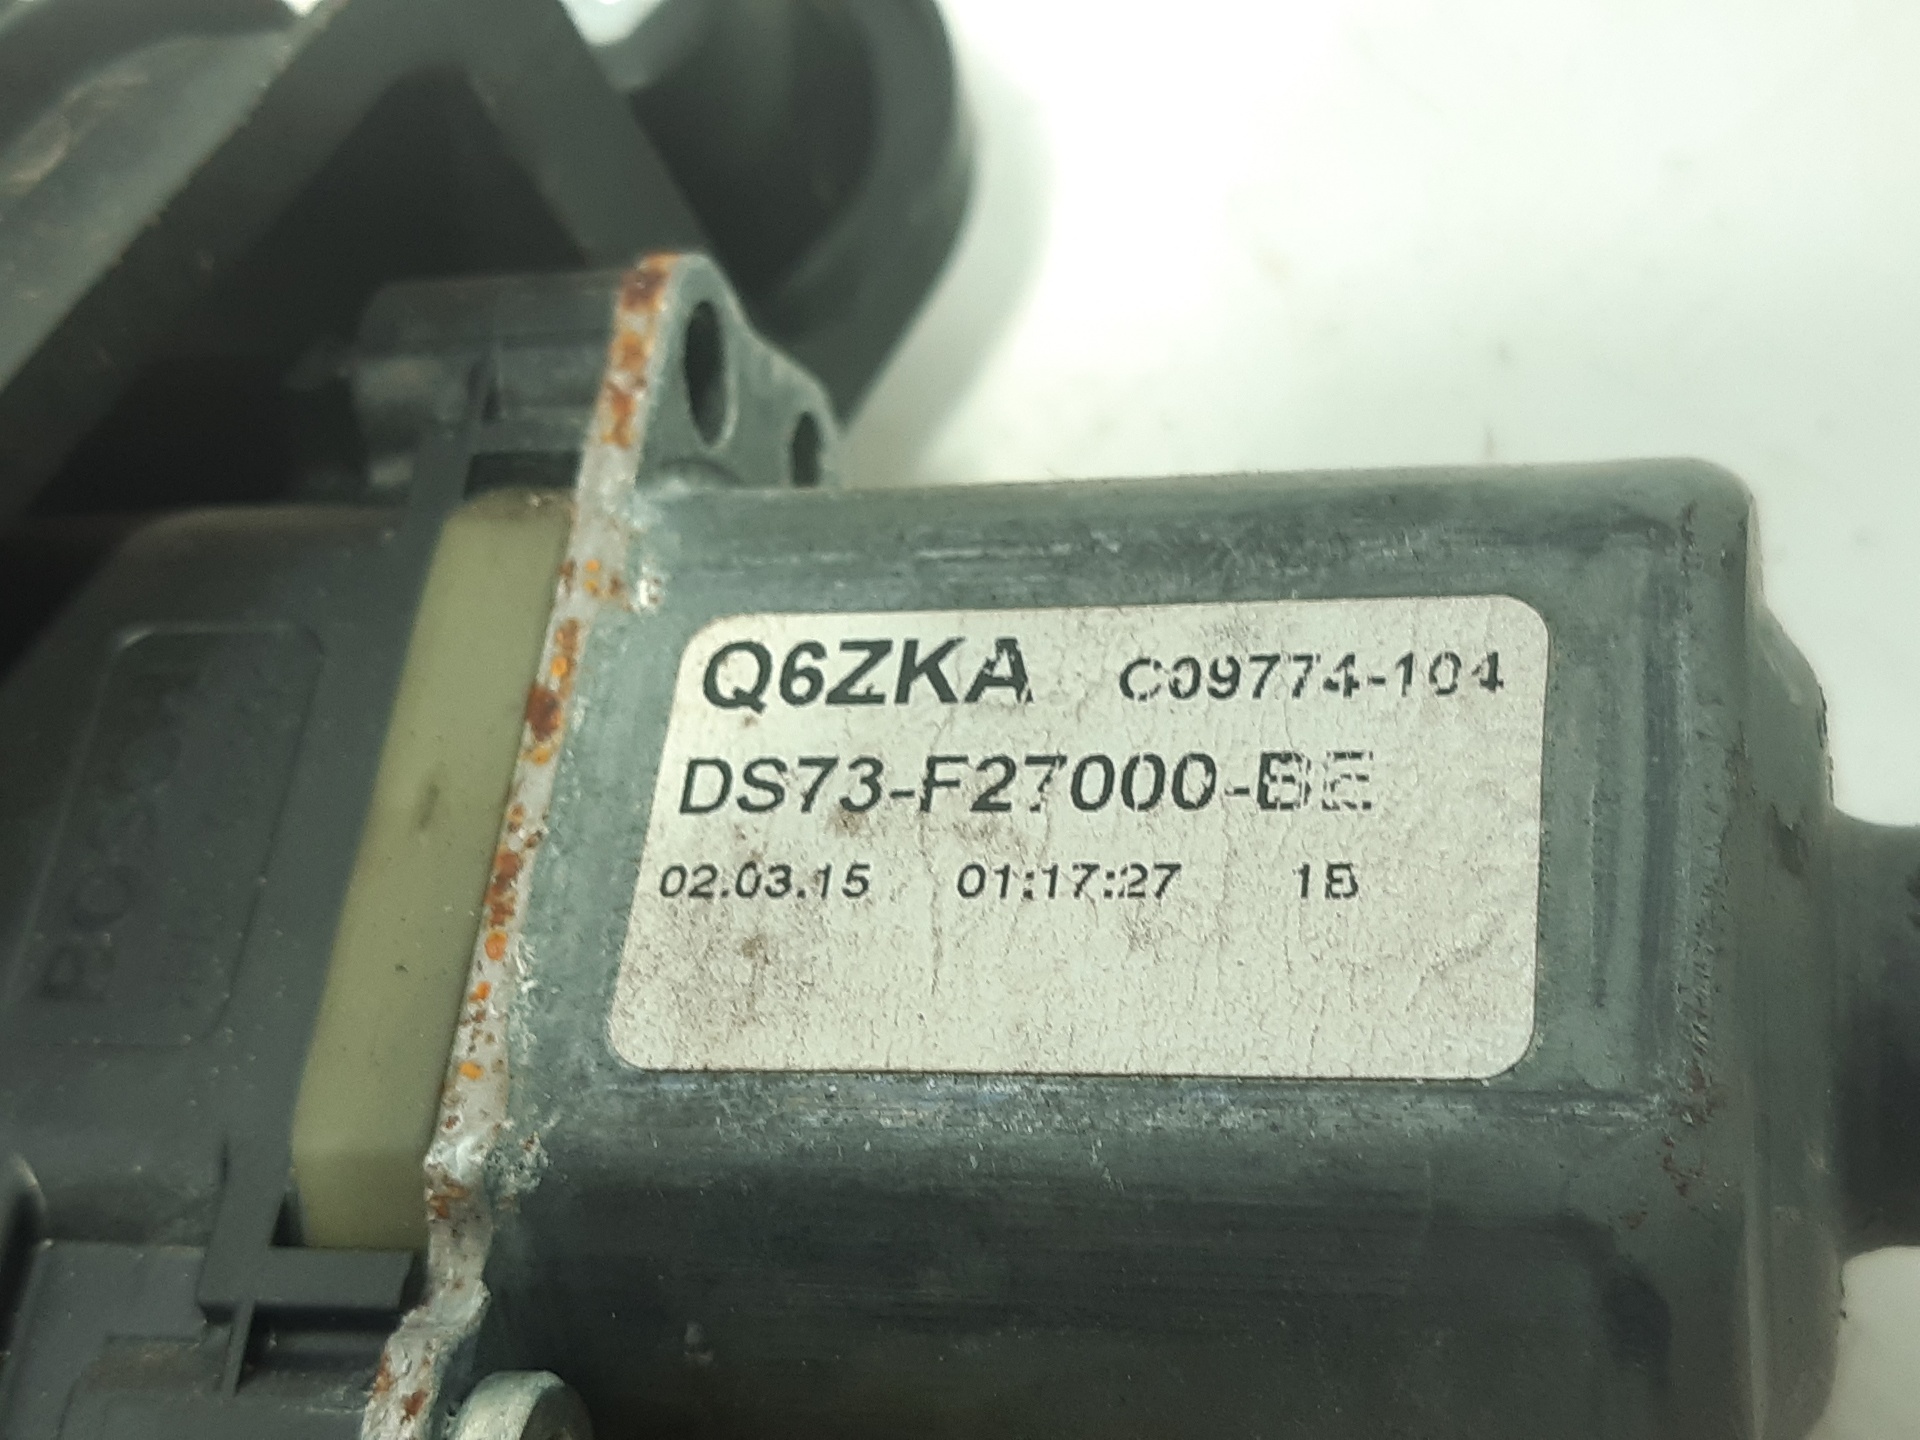 Q6ZKA C09774-104
DS73-F27000-BE
02.03.15 01:17:27 1B